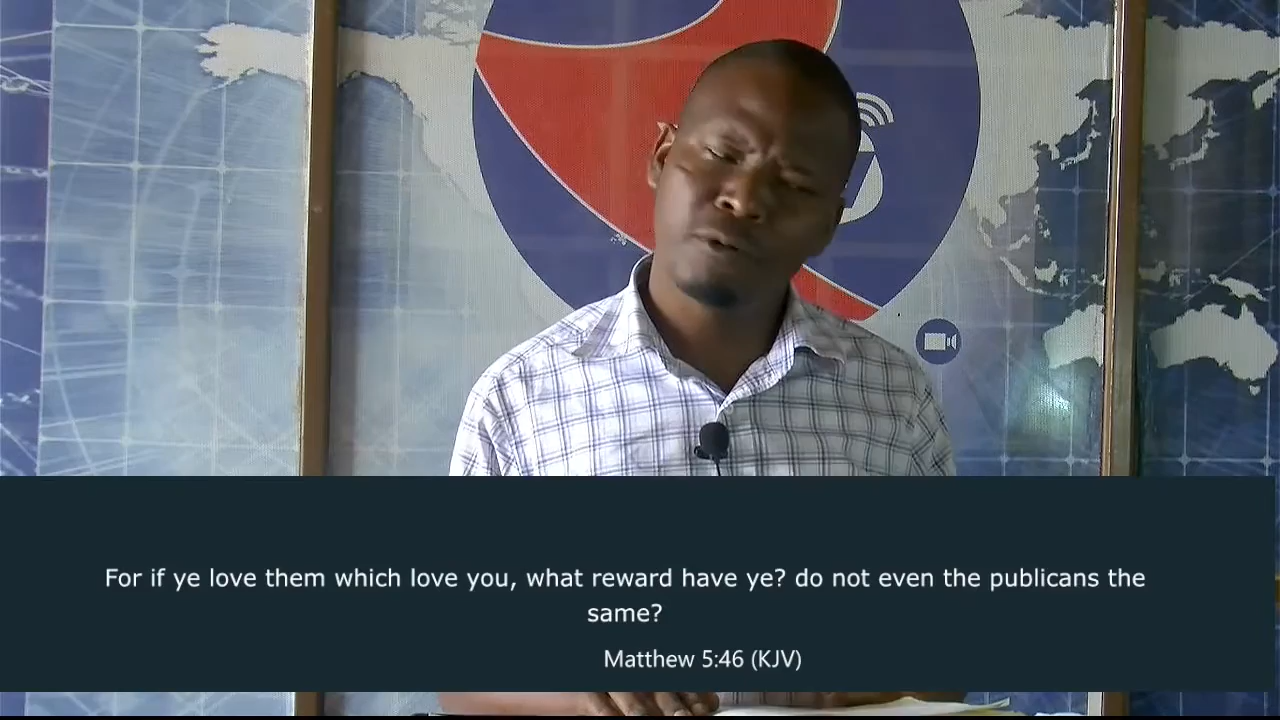 For if ye love them which love you, what reward have ye? do not even the publicans the
same?
Matthew 5:46 (KJV)